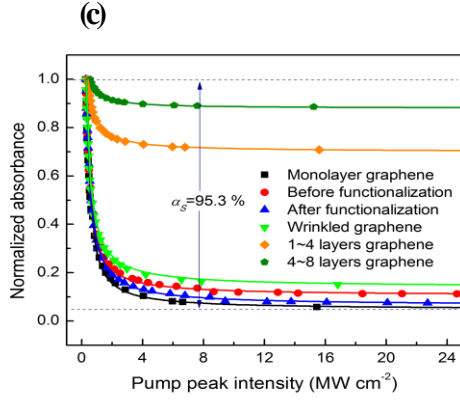 (c)
Normalized absorbance
1.0
0.8
0.6
0.4
0.2
0.0
αs=95.3 %
Monolayer graphene
Before functionalization
After functionalization
Wrinkled graphene
1~4 layers graphene
4~8 layers graphene
0 4 8 12 16 20 24
Pump peak intensity (MW cm-2)